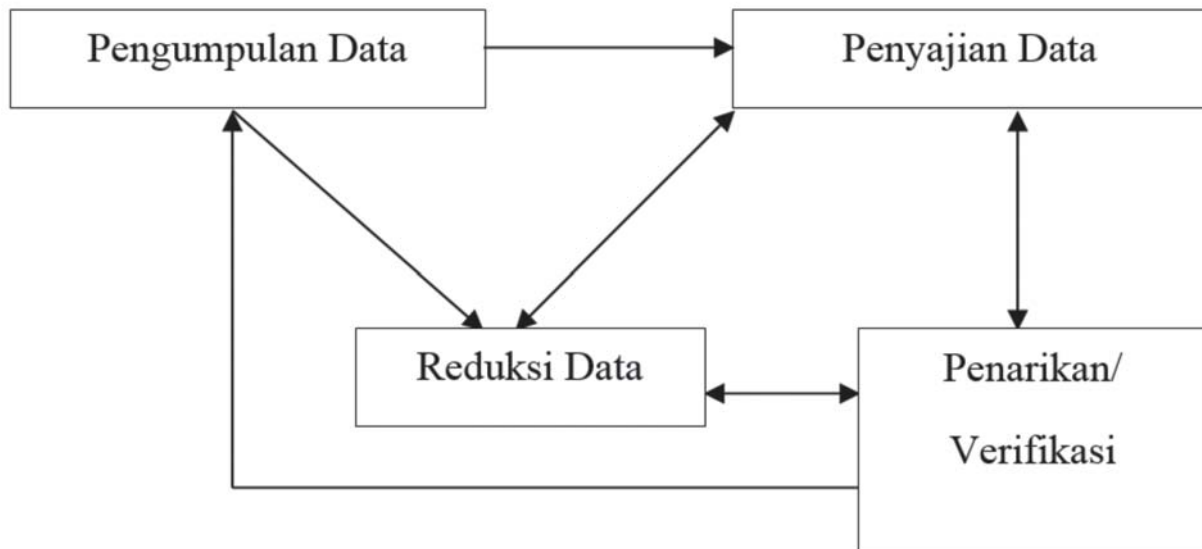 Pengumpulan Data
Penyajian Data
Reduksi Data
Penarikan/
Verifikasi